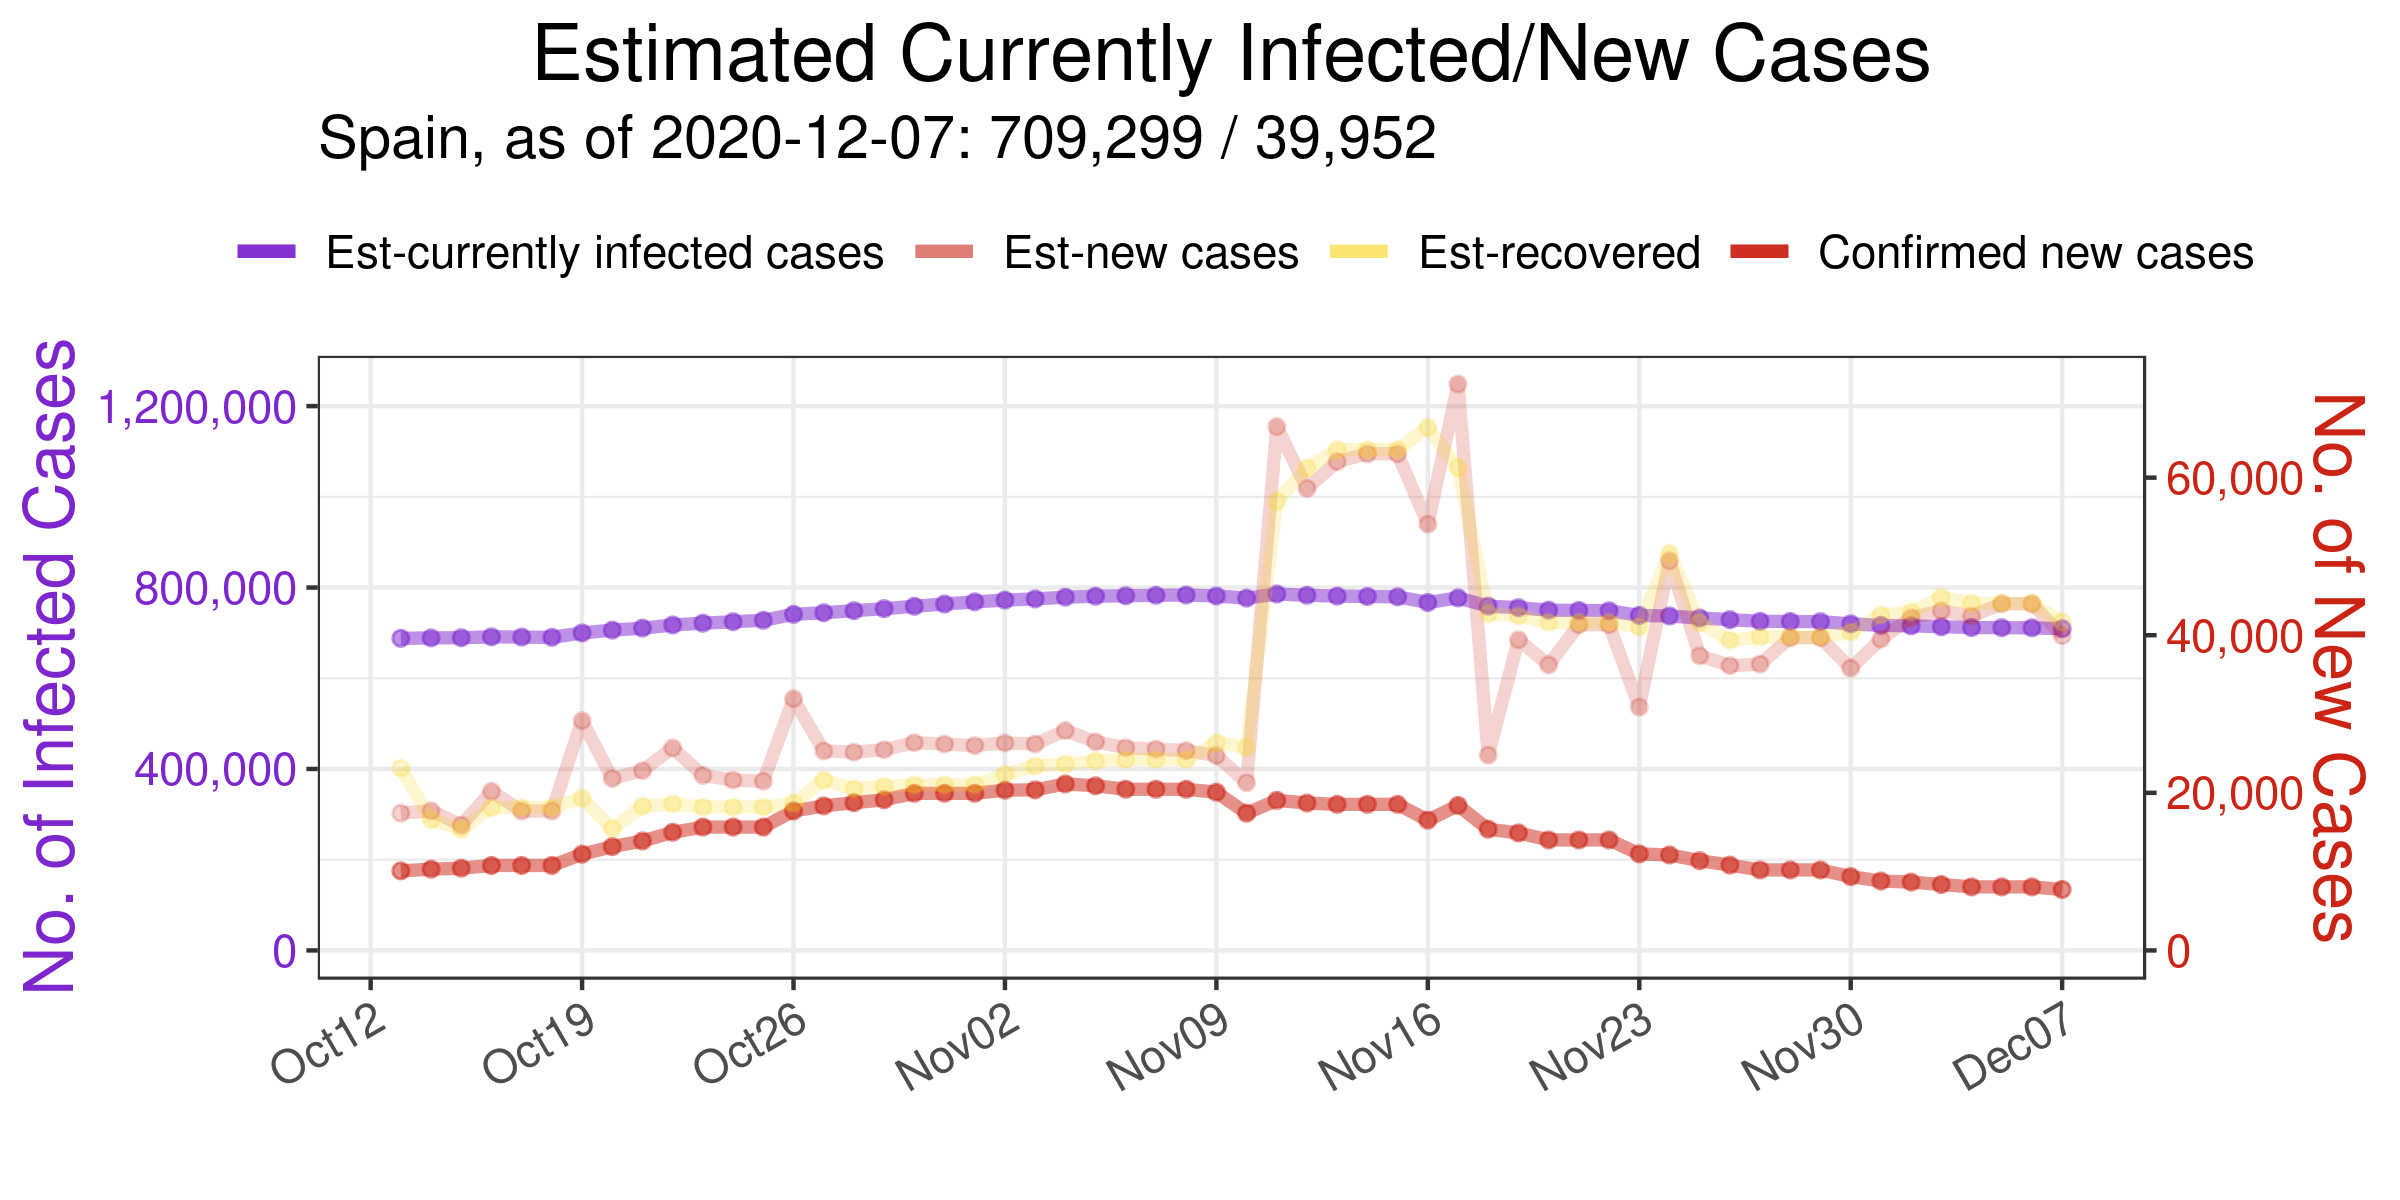 Estimated Currently Infected/New Cases
Spain, as of 2020-12-07: 709,299 / 39,952
Est-currently infected cases Est-new cases Est-recovered Confirmed new cases
No. of Infected Cases
1,200,000
800,000
400,000
0
60,000
40,000
20,000
0
No. of New Cases
Oct12 Oct19 Oct26 Nov02 Nov09 Nov16 Nov23 Nov30 Dec07